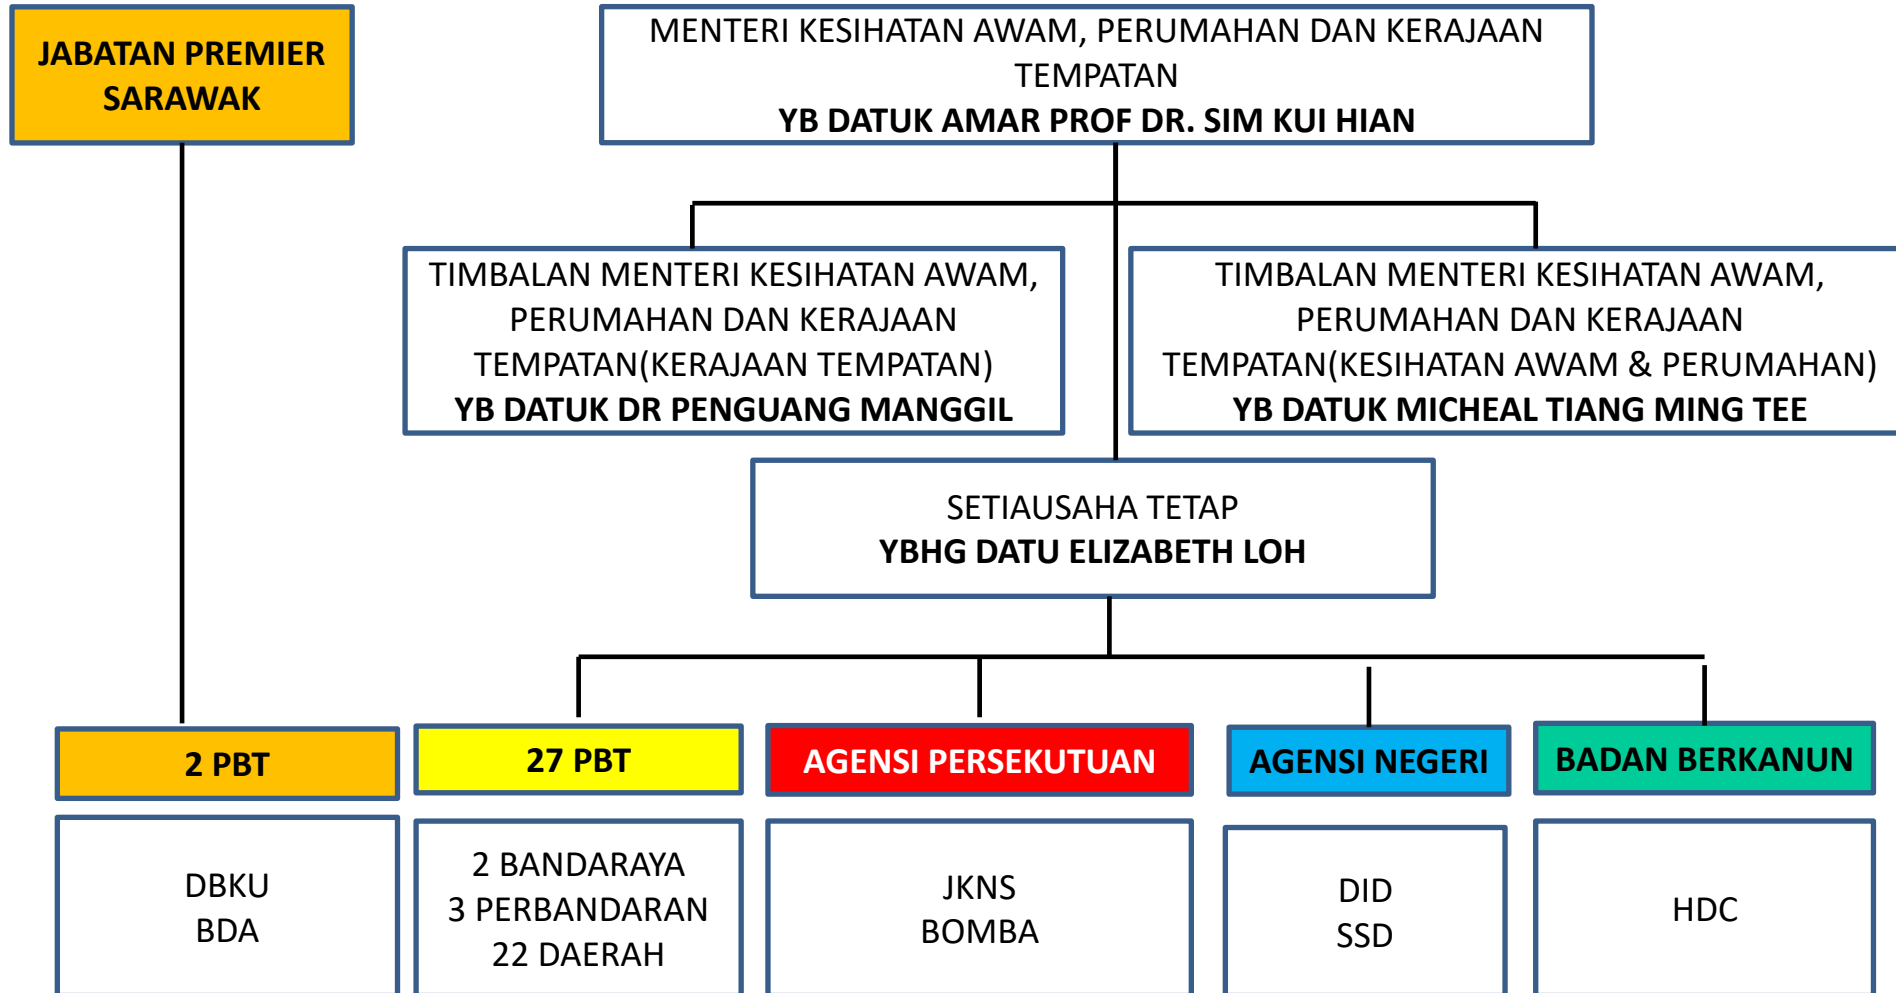 JABATAN PREMIER
SARAWAK
MENTERI KESIHATAN AWAM, PERUMAHAN DAN KERAJAAN
TEMPATAN
YB DATUK AMAR PROF DR. SIM KUI HIAN
TIMBALAN MENTERI KESIHATAN AWAM,
PERUMAHAN DAN KERAJAAN
TEMPATAN(KERAJAAN TEMPATAN)
YB DATUK DR PENGUANG MANGGIL
TIMBALAN MENTERI KESIHATAN AWAM,
PERUMAHAN DAN KERAJAAN
TEMPATAN(KESIHATAN AWAM & PERUMAHAN)
YB DATUK MICHEAL TIANG MING TEE
SETIAUSAHA TETAP
YBHG DATU ELIZABETH LOH
2 PBT
DBKU
BDA
27 PBT
2 BANDARAYA
3 PERBANDARAN
22 DAERAH
AGENSI PERSEKUTUAN
JKNS
BOMBA
AGENSI NEGERI
DID
SSD
BADAN BERKANUN
HDC